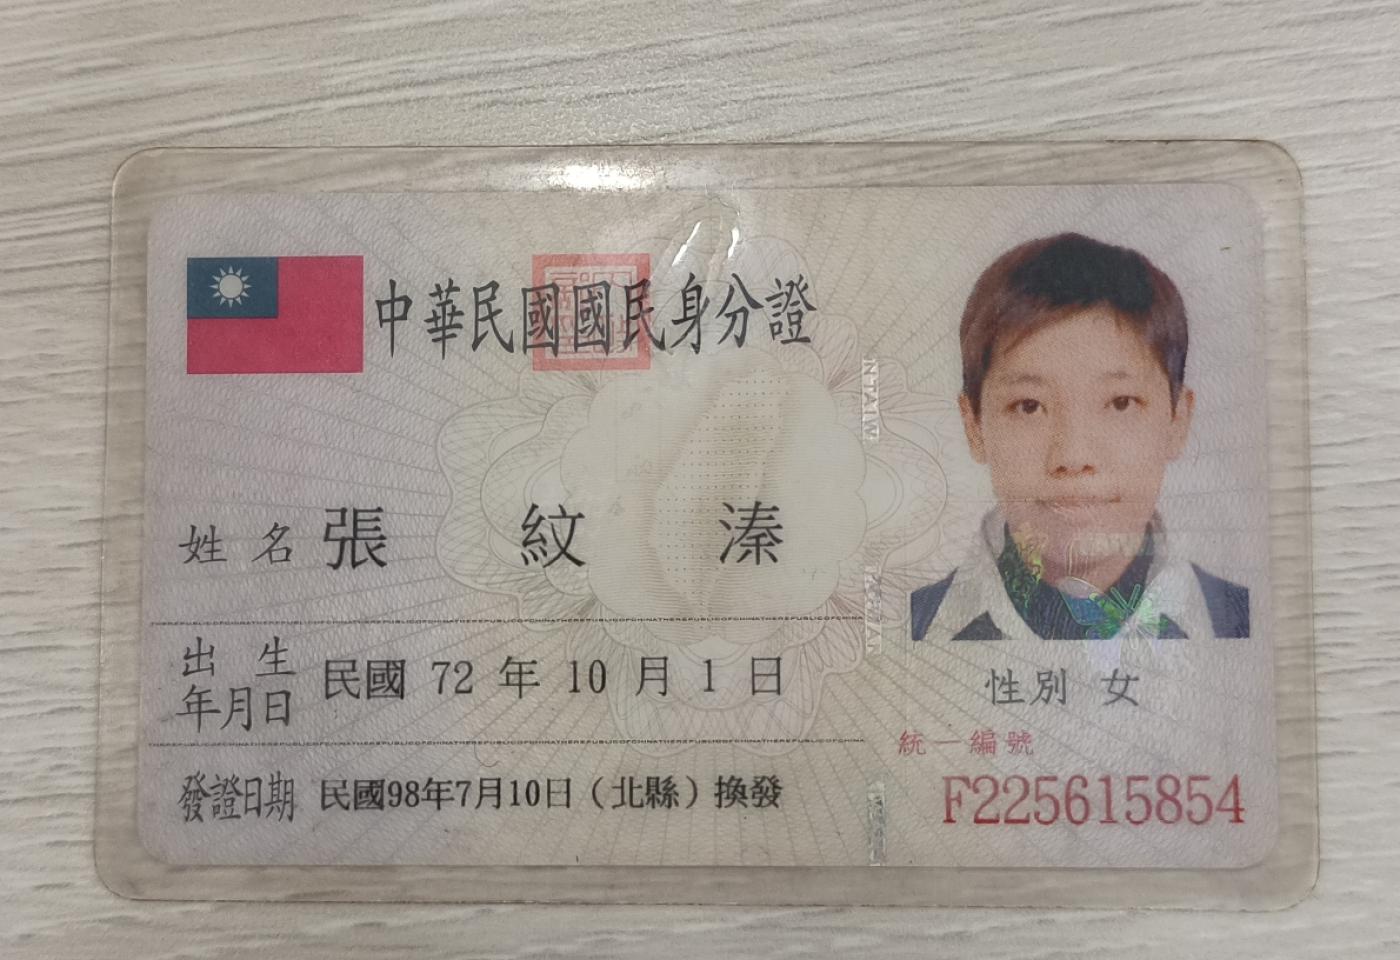 中華民國國民身分證
姓名 張紋溱
出生年月日 民國 72 年 10 月 1 日
發證日期 民國98年7月10日（北縣）換發
性別 女
統一編號
F225615854